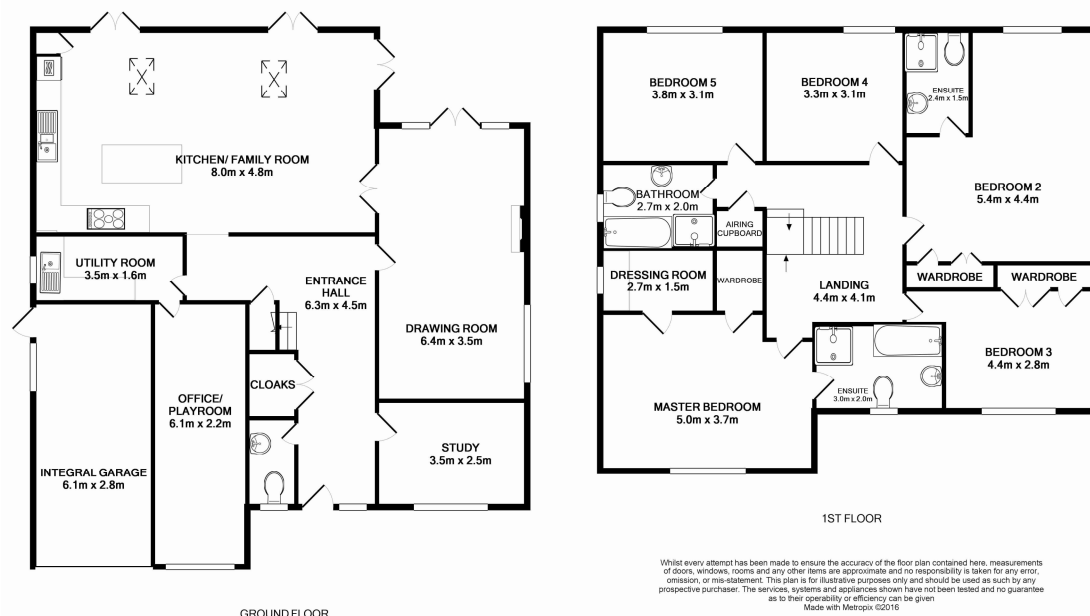 KITCHEN/ FAMILY ROOM
8.0m x 4.8m
UTILITY ROOM
3.5m x 1.6m
ENTRANCE
HALL
6.3m x 4.5m
DRAWING ROOM
6.4m x 3.5m
CLOAKS
OFFICE/
PLAYROOM
6.1m x 2.2m
STUDY
3.5m x 2.5m
INTEGRAL GARAGE
6.1m x 2.8m
GROUND FLOOR
BEDROOM 5
3.8m x 3.1m
BEDROOM 4
3.3m x 3.1m
ENSUITE
2.4m x 1.5m
BEDROOM 2
5.4m x 4.4m
BATHROOM
2.7m x 2.0m
AIRING
CUPBOARD
DRESSING ROOM
2.7m x 1.5m
WARDROBE
LANDING
4.4m x 4.1m
WARDROBE
WARDROBE
BEDROOM 3
4.4m x 2.8m
ENSUITE
3.0m x 2.0m
MASTER BEDROOM
5.0m x 3.7m
1ST FLOOR
Whilst every attempt has been made to ensure the accuracy of the floor plan contained here, measurements
of doors, windows, rooms and any other items are approximate and no responsibility is taken for any error,
omission, or mis-statement. This plan is for illustrative purposes only and should be used as such by any
prospective purchaser. The services, systems and appliances shown have not been tested and no guarantee
as to their operability or efficiency can be given
Made with Metropix ©2016